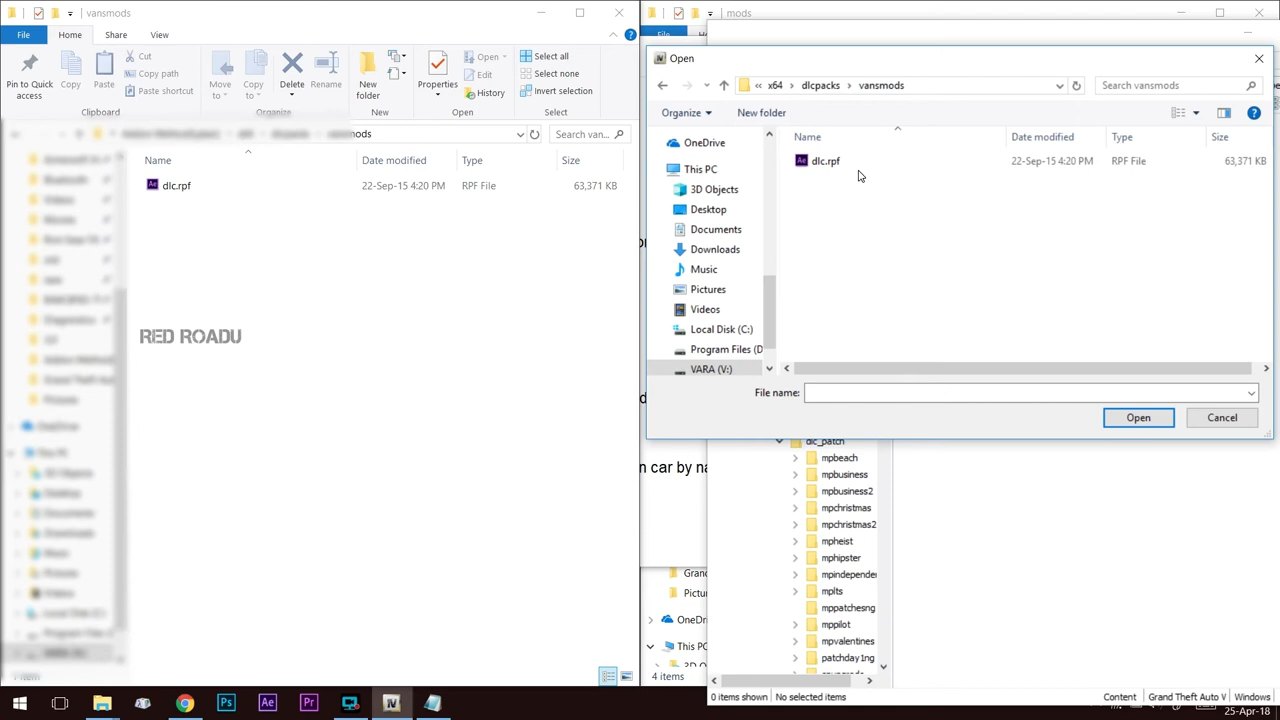 vansmods
File
Home
Share
View
Pin to Quick
access
Copy
Paste
Cut
Copy path
Paste shortcut
Move
to
Copy
to
Delete
Rename
New
folder
Properties
Open
Edit
History
Select all
Select none
Invert selection
Clipboard
Organize
New
Open
Select
Search van...
Name
Date modified
Type
Size
dlc.rpf
22-Sep-15 4:20 PM
RPF File
63,371 KB
RED ROADU
mods
File
Open
« x64 › dlcpacks › vansmods
Search vansmods
Organize
New folder
OneDrive
This PC
3D Objects
Desktop
Documents
Downloads
Music
Pictures
Videos
Local Disk (C:)
Program Files (D
VARA (V:)
Name
Date modified
Type
Size
dlc.rpf
22-Sep-15 4:20 PM
RPF File
63,371 KB
File name:
Open
Cancel
n car by na
dlc_patch
mpbeach
mpbusiness
mpbusiness2
mpchristmas
mpchristmas2
mpheist
mphipster
mpindepender
mplts
mppatchesng
mppilot
mpvalentines
patchday1ng
Grand
Pictur
OneDri
This PC
3D O
4 items
0 items shown
No selected items
Content
Grand Theft Auto V
Windows
25-Apr-18